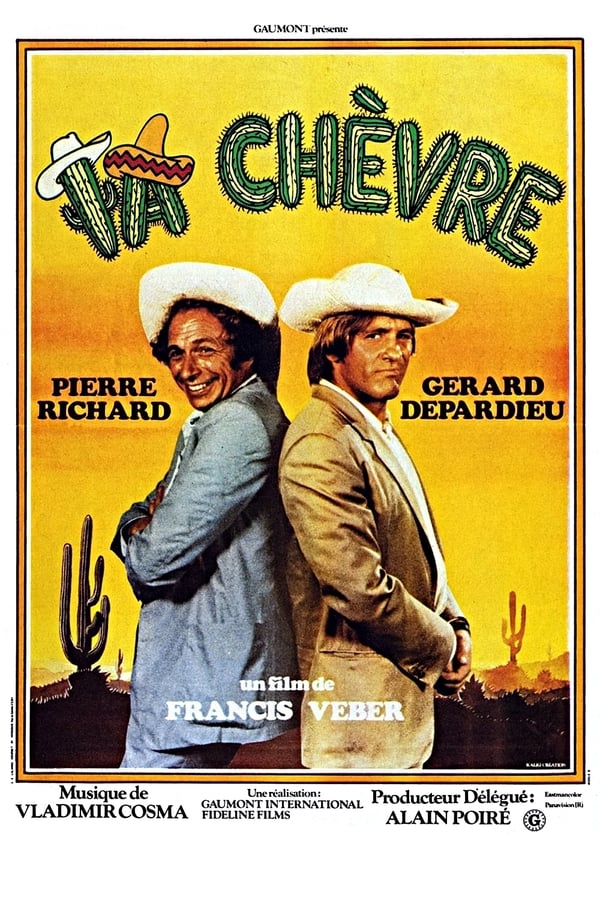 GAUMONT présente
LA CHÈVRE
PIERRE
RICHARD
GERARD
DEPARDIEU
un film de
FRANCIS VEBER
Musique de
VLADIMIR COSMA
Une réalisation:
GAUMONT INTERNATIONAL
FIDELINE FILMS
Producteur Délégué:
ALAIN POIRÉ
G
Eastmancolor
Panavision (R)